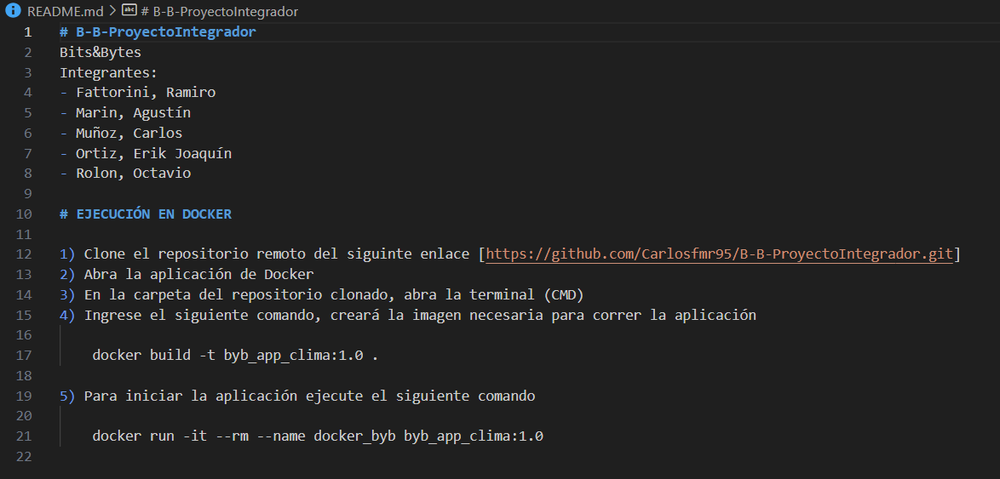 README.md > # B-B-ProyectoIntegrador
1 # B-B-ProyectoIntegrador
2 Bits&Bytes
3 Integrantes:
4 - Fattorini, Ramiro
5 - Marin, Agustín
6 - Muñoz, Carlos
7 - Ortiz, Erik Joaquín
8 - Rolon, Octavio
9
10 # EJECUCIÓN EN DOCKER
11
12 1) Clone el repositorio remoto del siguinte enlace [https://github.com/Carlosfmr95/B-B-ProyectoIntegrador.git]
13 2) Abra la aplicación de Docker
14 3) En la carpeta del repositorio clonado, abra la terminal (CMD)
15 4) Ingrese el siguiente comando, creará la imagen necesaria para correr la aplicación
16
17 docker build -t byb_app_clima:1.0 .
18
19 5) Para iniciar la aplicación ejecute el siguiente comando
20
21 docker run -it --rm --name docker_byb byb_app_clima:1.0
22